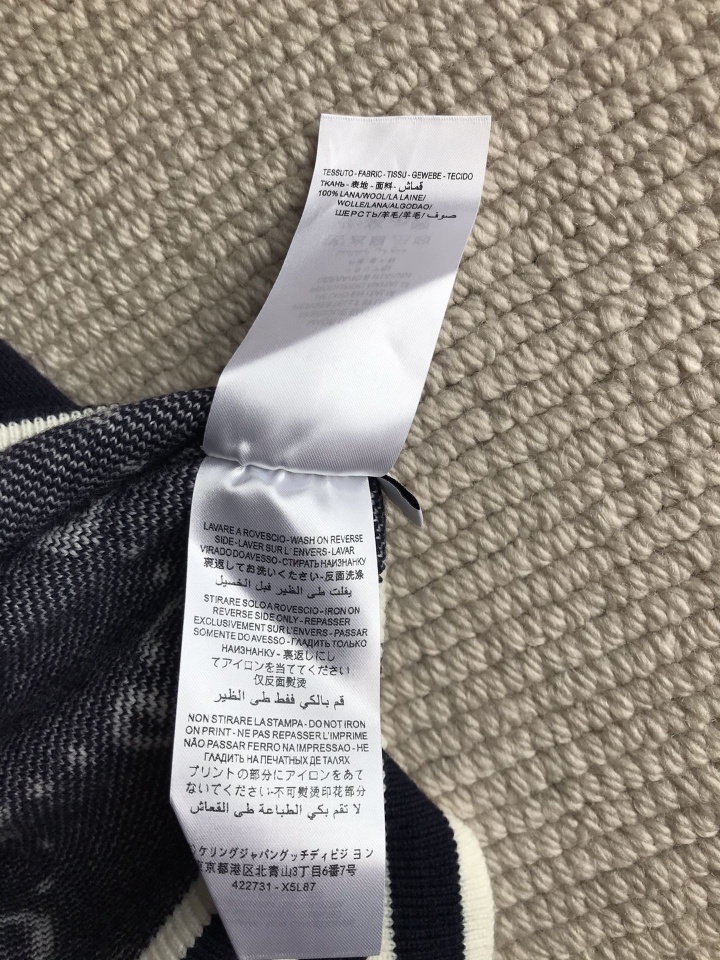 TESSUTO - FABRIC - TISSU - GEWEBE - TECIDO
ТКАНЬ - 表地 - 面料 - قماش
100% LANA/WOOL/LA LAINE/
WOLLE/LANA/ALGODAO/
ШЕРСТЬ/羊毛/羊毛/ صوف
LAVARE A ROVESCIO - WASH ON REVERSE
SIDE - LAVER SUR L' ENVERS - LAVAR
VIRADO DO AVESSO - СТИРАТЬ НАИЗНАНКУ
裏返してお洗いください - 反面洗涤
يفلت طى الظير فبل الخسيل
STIRARE SOLO A ROVESCIO - IRON ON
REVERSE SIDE ONLY - REPASSER
EXCLUSIVEMENT SUR L'ENVERS - PASSAR
SOMENTE DO AVESSO - ГЛАДИТЬ ТОЛЬКО
НАИЗНАНКУ - 裏返しにし
てアイロンを当ててください
仅反面熨烫
قم بالكي ففط طى الظير
NON STIRARE LA STAMPA - DO NOT IRON
ON PRINT - NE PAS REPASSER L'IMPRIME
NÃO PASSAR FERRO NA IMPRESSAO - НЕ
ГЛАДИТЬ НА ПЕЧАТНЫХ ДЕТАЛЯХ
プリントの部分にアイロンをあて
ないでください-不可熨烫印花部分
لا تقم بكي الطباعة طى القعاش
ケリングジャパングッチディビジョン
京都港区北青山3丁目6番7号
422731 - X5L87